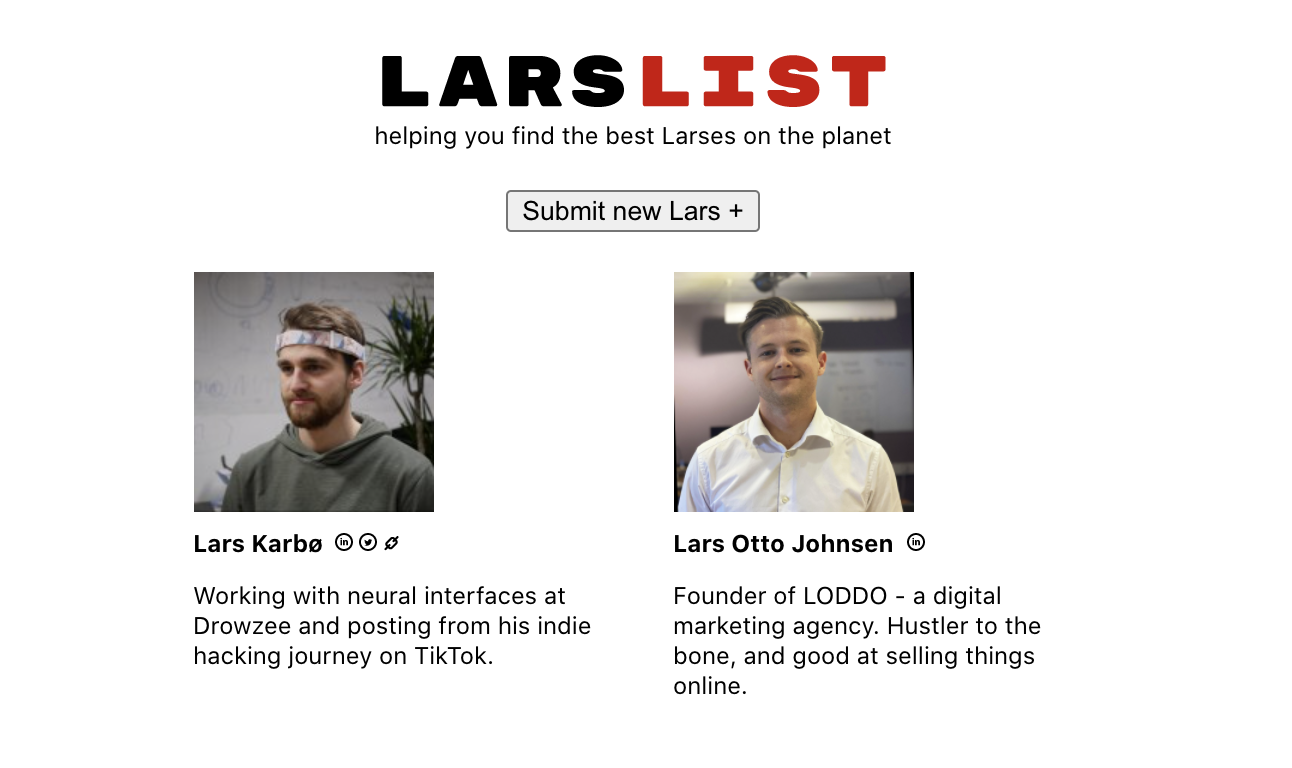 LARSLIST
helping you find the best Larses on the planet
Submit new Lars +
Lars Karbø
Working with neural interfaces at
Drowzee and posting from his indie
hacking journey on TikTok.
Lars Otto Johnsen
Founder of LODDO - a digital
marketing agency. Hustler to the
bone, and good at selling things
online.